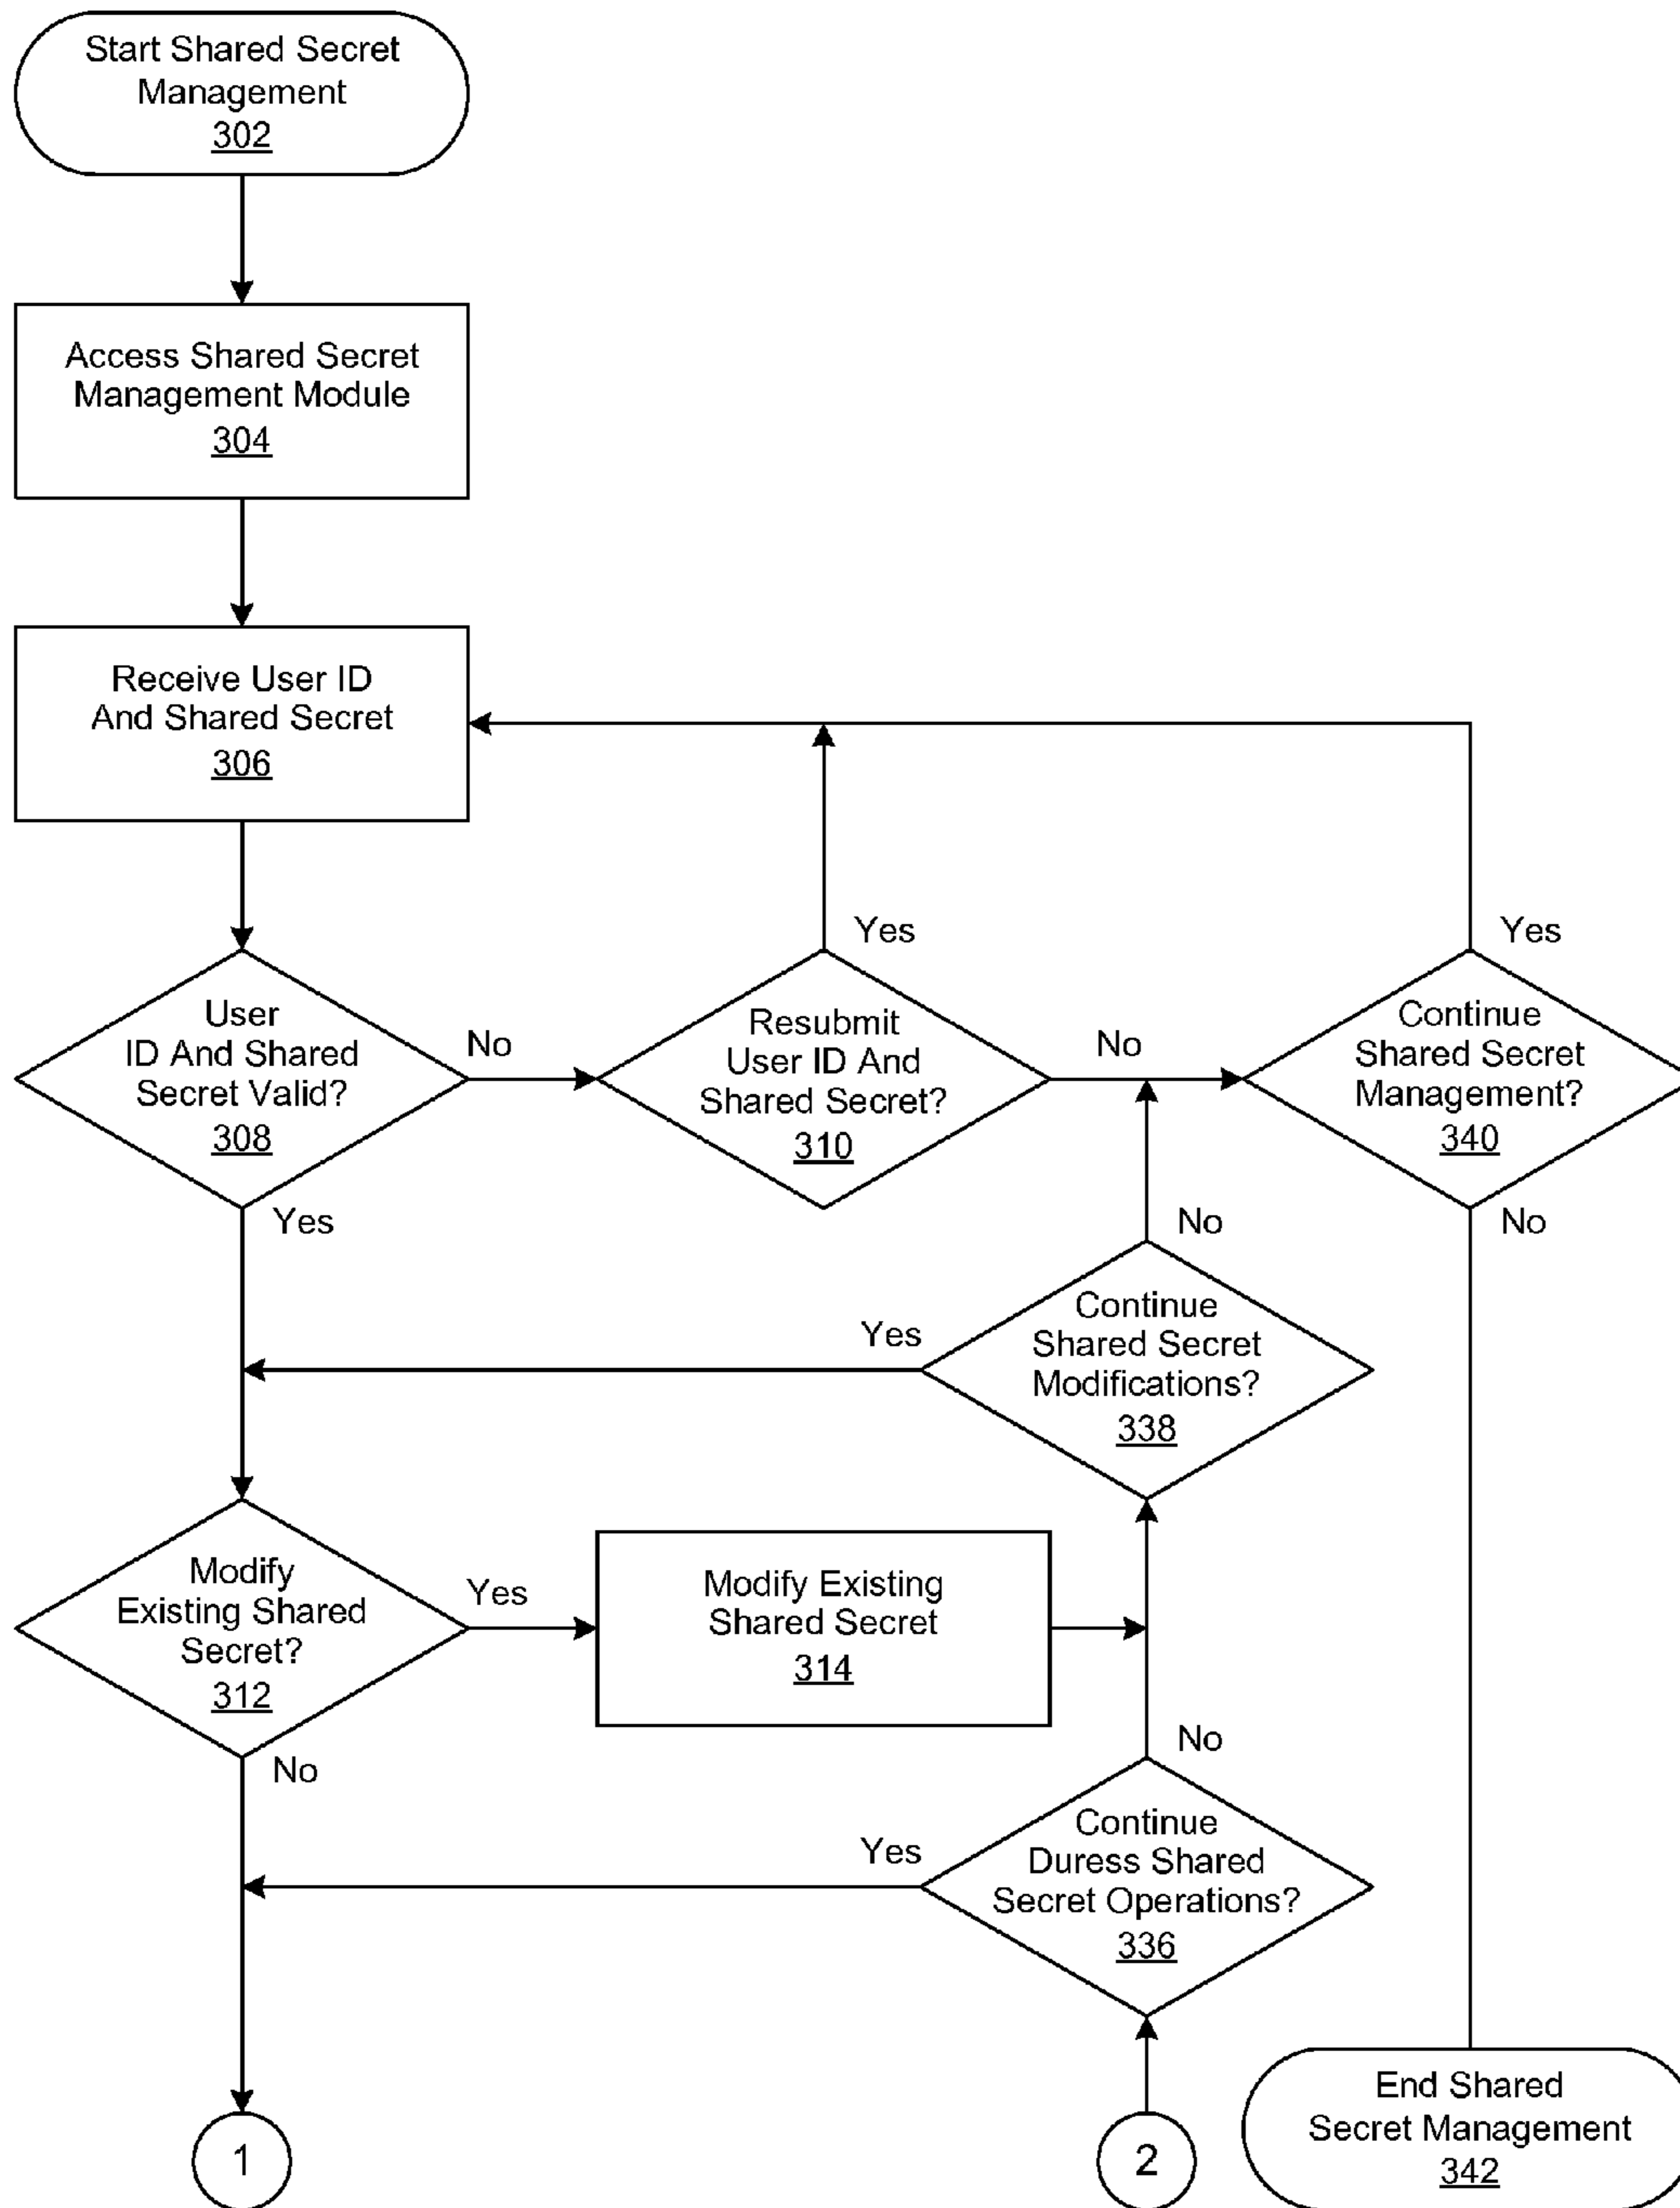 Start Shared Secret
Management
302
Access Shared Secret
Management Module
304
Receive User ID
And Shared Secret
306
User
ID And Shared
Secret Valid?
308
No
Yes
Resubmit
User ID And
Shared Secret?
310
Yes
No
Continue
Shared Secret
Management?
340
Yes
No
Continue
Shared Secret
Modifications?
338
No
Yes
Modify
Existing Shared
Secret?
312
Yes
No
Modify Existing
Shared Secret
314
Continue
Duress Shared
Secret Operations?
336
No
Yes
1
2
End Shared
Secret Management
342